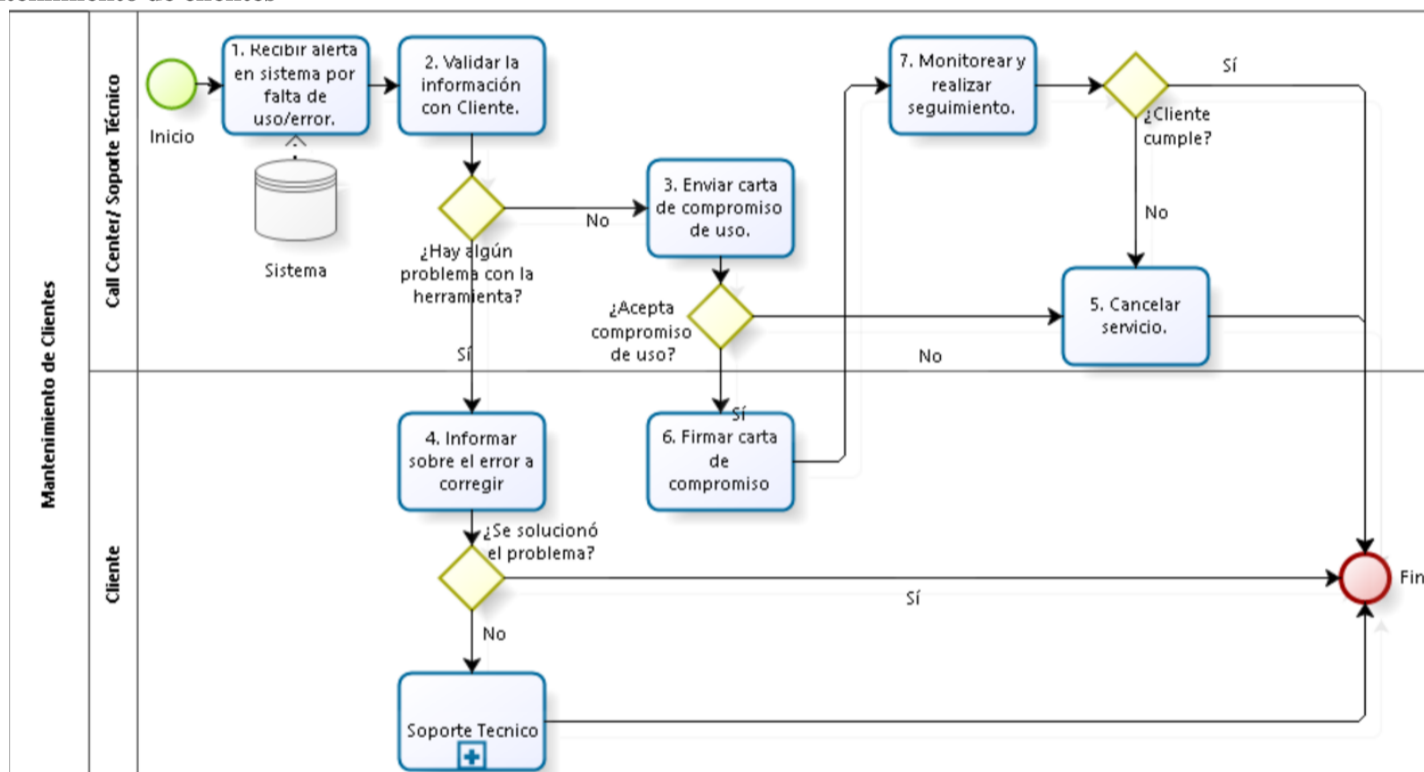 Mantenimiento de Clientes
Call Center/ Soporte Técnico
Cliente
Inicio
1. Recibir alerta
en sistema por
falta de
uso/error.
Sistema
2. Validar la
información
con Cliente.
¿Hay algún
problema con la
herramienta?
No
Sí
3. Enviar carta
de compromiso
de uso.
¿Acepta
compromiso
de uso?
No
Sí
7. Monitorear y
realizar
seguimiento.
¿Cliente
cumple?
Sí
No
5. Cancelar
servicio.
4. Informar
sobre el error a
corregir
6. Firmar carta
de
compromiso
¿Se solucionó
el problema?
Sí
No
Soporte Tecnico
Fin